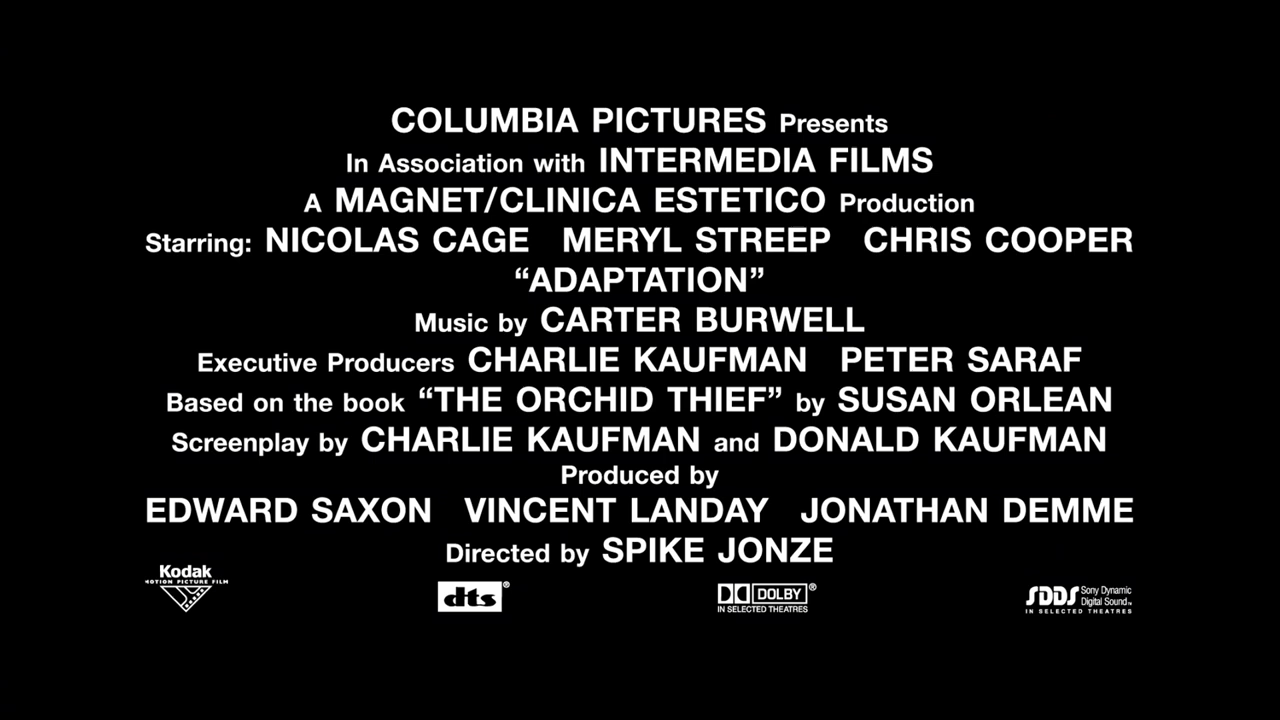 COLUMBIA PICTURES Presents
In Association with INTERMEDIA FILMS
A MAGNET/CLINICA ESTETICO Production
Starring: NICOLAS CAGE MERYL STREEP CHRIS COOPER
“ADAPTATION”
Music by CARTER BURWELL
Executive Producers CHARLIE KAUFMAN PETER SARAF
Based on the book “THE ORCHID THIEF” by SUSAN ORLEAN
Screenplay by CHARLIE KAUFMAN and DONALD KAUFMAN
Produced by
EDWARD SAXON VINCENT LANDAY JONATHAN DEMME
Directed by SPIKE JONZE
Kodak
MOTION PICTURE FILM
dts®
DOLBY®
IN SELECTED THEATRES
SDDS Sony Dynamic
Digital Sound™
IN SELECTED THEATRES